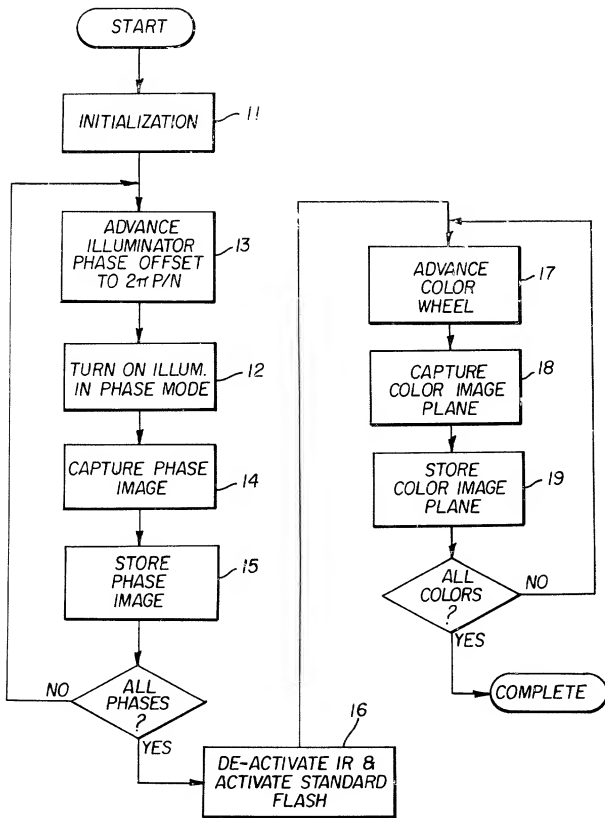 START
INITIALIZATION
11
ADVANCE
ILLUMINATOR
PHASE OFFSET
TO 2π P/N
13
TURN ON ILLUM.
IN PHASE MODE
12
CAPTURE PHASE
IMAGE
14
STORE
PHASE
IMAGE
15
ALL
PHASES
?
NO
YES
DE-ACTIVATE IR &
ACTIVATE STANDARD
FLASH
16
ADVANCE
COLOR
WHEEL
17
CAPTURE
COLOR IMAGE
PLANE
18
STORE
COLOR IMAGE
PLANE
19
ALL
COLORS
?
NO
YES
COMPLETE